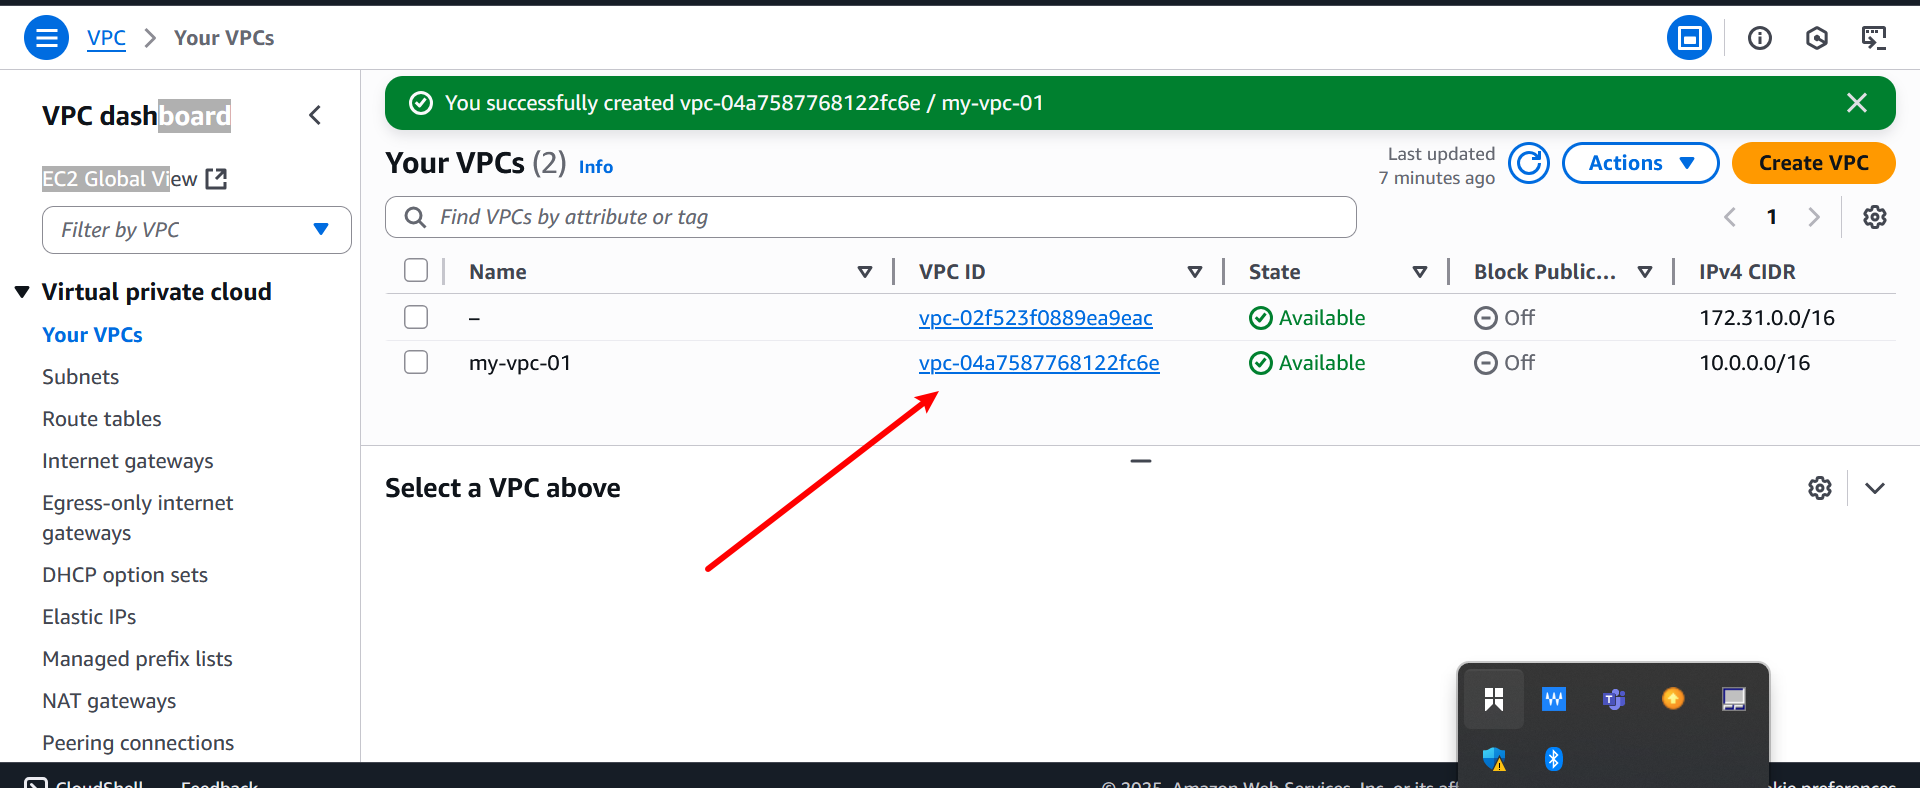 VPC > Your VPCs
VPC dashboard
EC2 Global View
Filter by VPC
Virtual private cloud
Your VPCs
Subnets
Route tables
Internet gateways
Egress-only internet
gateways
DHCP option sets
Elastic IPs
Managed prefix lists
NAT gateways
Peering connections
You successfully created vpc-04a7587768122fc6e / my-vpc-01
Your VPCs (2) Info
Last updated
7 minutes ago
Actions
Create VPC
Find VPCs by attribute or tag
1
Name VPC ID State Block Public... IPv4 CIDR
– vpc-02f523f0889ea9eac Available Off 172.31.0.0/16
my-vpc-01 vpc-04a7587768122fc6e Available Off 10.0.0.0/16
Select a VPC above
CloudShell Feedback © 2025, Amazon Web Services, Inc. or its preferences